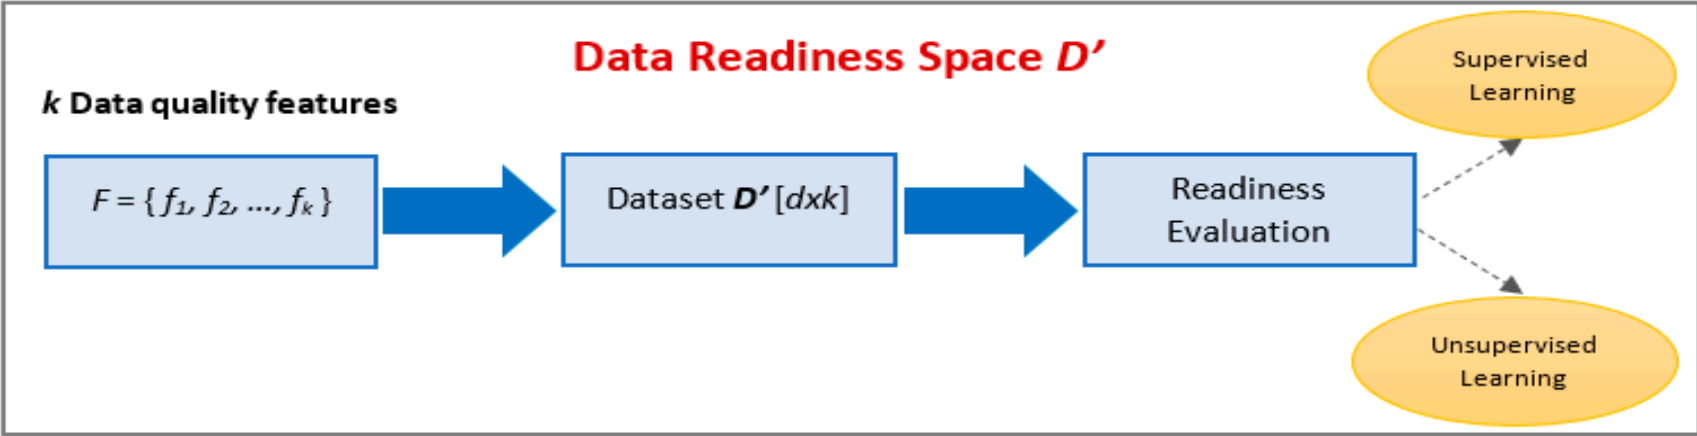 Data Readiness Space D’
k Data quality features
F = { f₁, f₂, ..., fₖ }
Dataset D’ [dxk]
Readiness
Evaluation
Supervised
Learning
Unsupervised
Learning